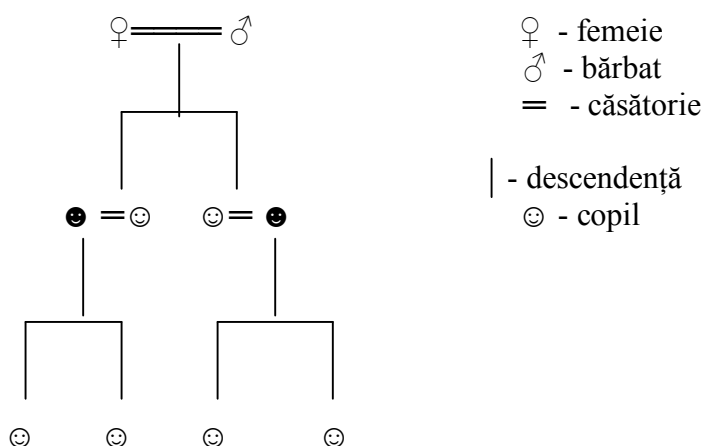 ♀ - femeie
♂ - bărbat
= - căsătorie
| - descendență
☺ - copil